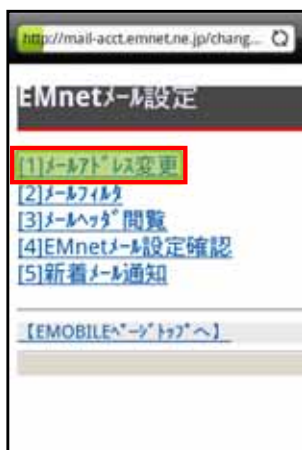 http://mail-acct.emnet.ne.jp/chang...
EMnetﾒｰﾙ設定
[1]ﾒｰﾙｱﾄﾞﾚｽ変更
[2]ﾒｰﾙﾌｨﾙﾀ
[3]ﾒｰﾙﾍｯﾀﾞ閲覧
[4]EMnetﾒｰﾙ設定確認
[5]新着ﾒｰﾙ通知
【EMOBILEﾍﾟｰｼﾞﾄｯﾌﾟへ】